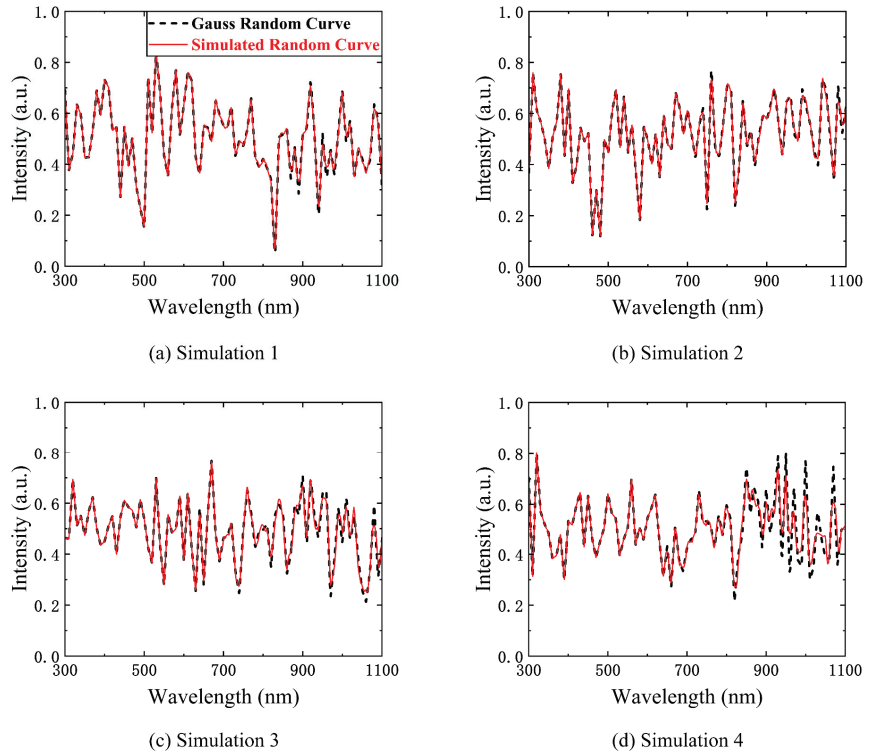 Gauss Random Curve
Simulated Random Curve
1.0
0.8
0.6
0.4
0.2
0.0
Intensity (a.u.)
300 500 700 900 1100
Wavelength (nm)
(a) Simulation 1
1.0
0.8
0.6
0.4
0.2
0.0
Intensity (a.u.)
300 500 700 900 1100
Wavelength (nm)
(b) Simulation 2
1.0
0.8
0.6
0.4
0.2
0.0
Intensity (a.u.)
300 500 700 900 1100
Wavelength (nm)
(c) Simulation 3
1.0
0.8
0.6
0.4
0.2
0.0
Intensity (a.u.)
300 500 700 900 1100
Wavelength (nm)
(d) Simulation 4